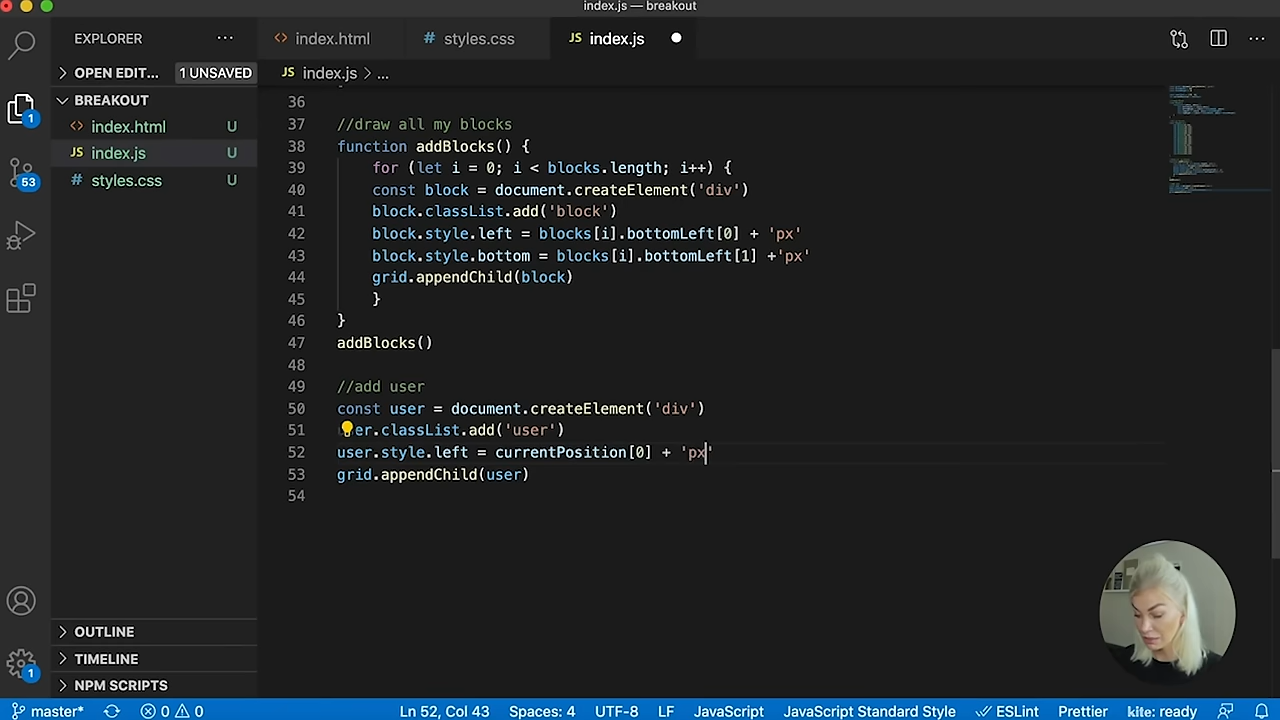 index.js — breakout
EXPLORER
index.html
styles.css
index.js
OPEN EDIT...
1 UNSAVED
index.js > ...
BREAKOUT
index.html U
index.js U
styles.css U
1
53
36
37 //draw all my blocks
38 function addBlocks() {
39 for (let i = 0; i < blocks.length; i++) {
40 const block = document.createElement('div')
41 block.classList.add('block')
42 block.style.left = blocks[i].bottomLeft[0] + 'px'
43 block.style.bottom = blocks[i].bottomLeft[1] +'px'
44 grid.appendChild(block)
45 }
46 }
47 addBlocks()
48
49 //add user
50 const user = document.createElement('div')
51 er.classList.add('user')
52 user.style.left = currentPosition[0] + 'px'
53 grid.appendChild(user)
54
OUTLINE
TIMELINE
NPM SCRIPTS
1
master* 0 0 Ln 52, Col 43 Spaces: 4 UTF-8 LF JavaScript JavaScript Standard Style ESLint Prettier kite: ready